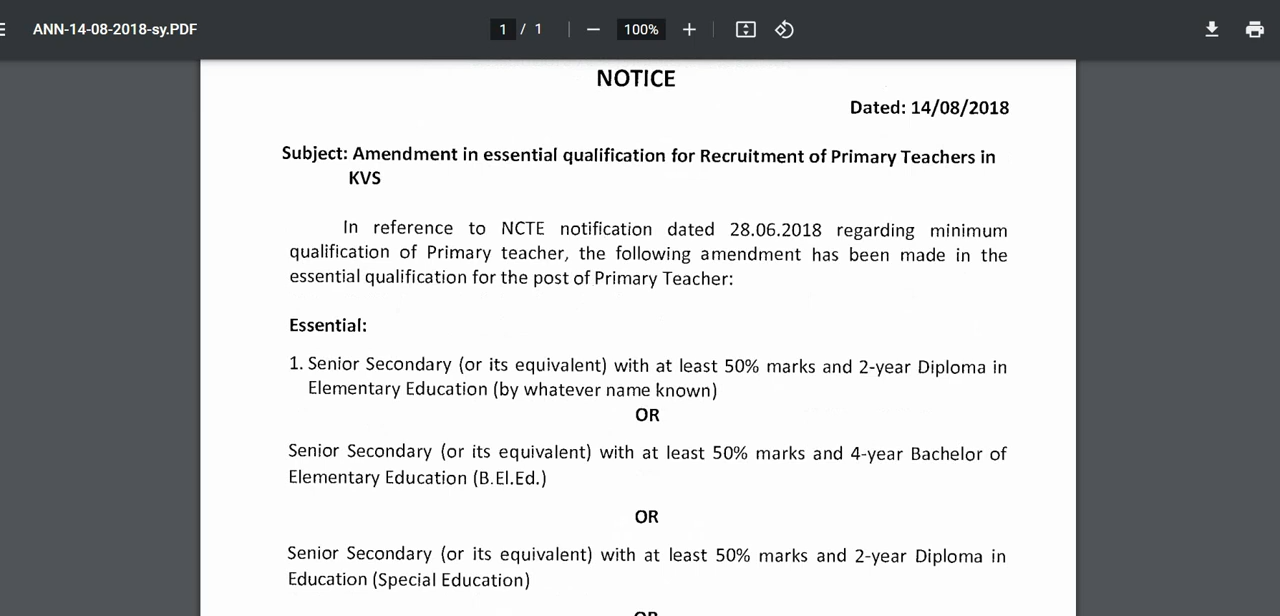 ANN-14-08-2018-sy.PDF
1 / 1
100%
NOTICE
Dated: 14/08/2018
Subject: Amendment in essential qualification for Recruitment of Primary Teachers in
KVS
In reference to NCTE notification dated 28.06.2018 regarding minimum
qualification of Primary teacher, the following amendment has been made in the
essential qualification for the post of Primary Teacher:
Essential:
1. Senior Secondary (or its equivalent) with at least 50% marks and 2-year Diploma in
Elementary Education (by whatever name known)
OR
Senior Secondary (or its equivalent) with at least 50% marks and 4-year Bachelor of
Elementary Education (B.El.Ed.)
OR
Senior Secondary (or its equivalent) with at least 50% marks and 2-year Diploma in
Education (Special Education)
OR